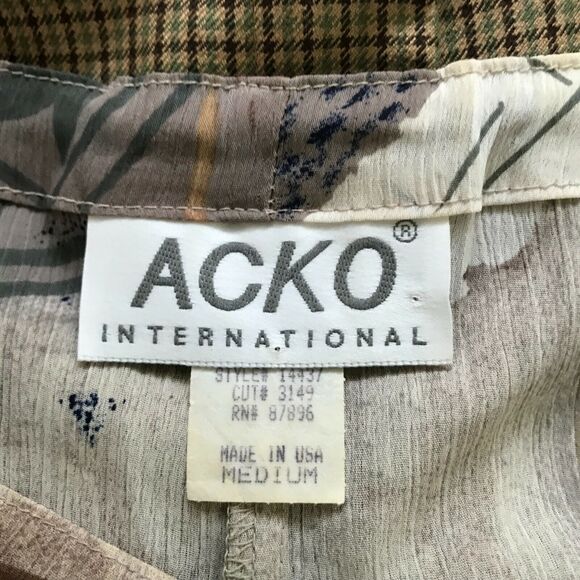 ACKO®
INTERNATIONAL
STYLE# 14437
CUT# 3149
RN# 87896
MADE IN USA
MEDIUM